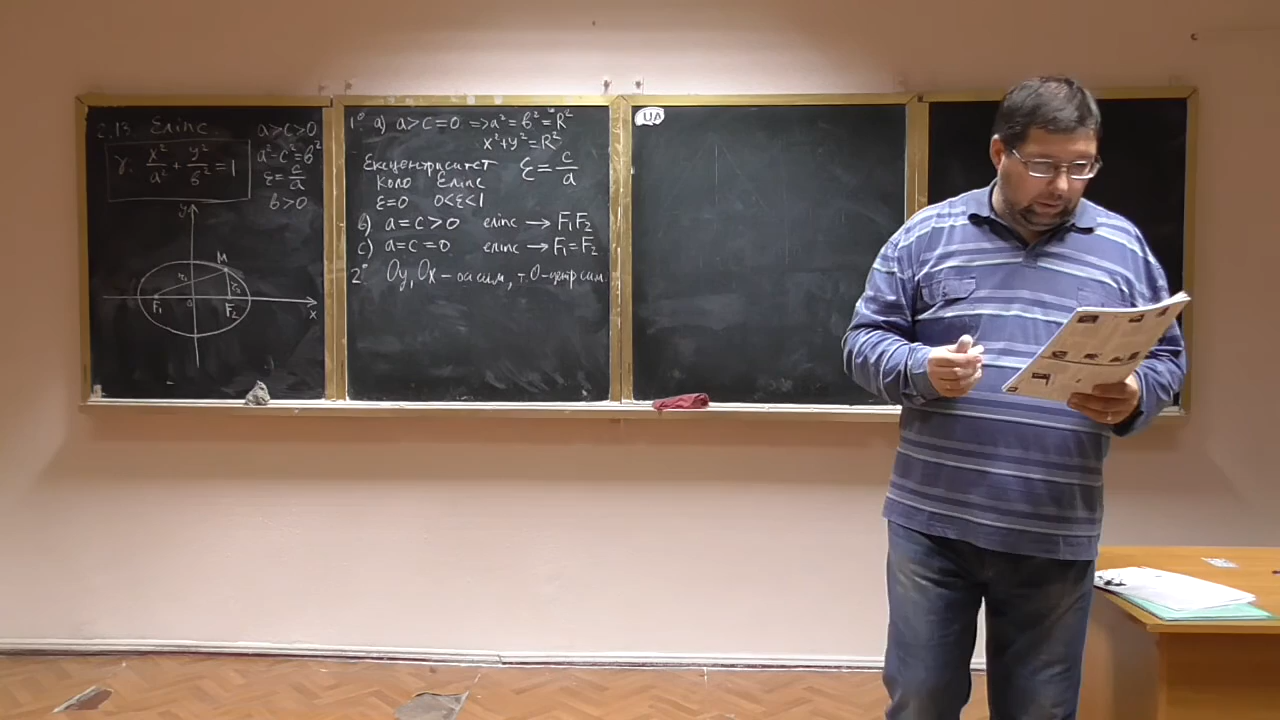 2.13. Еліпс.
γ: x²/a² + y²/b² = 1
a>c>0
a²-c²=b²
ε = c/a
b>0
y
M
r₁
r₂
F₁
0
F₂
x
1° a) a>c=0 => a²=b²=R²
x²+y²=R²
Ексцентриситет ε = c/a
Коло Еліпс
ε=0 0<ε<1
b) a=c>0 еліпс → F₁F₂
c) a=c=0 еліпс → F₁=F₂
2° Oy, Ox – оси сим., т. O-центр сим.
UA